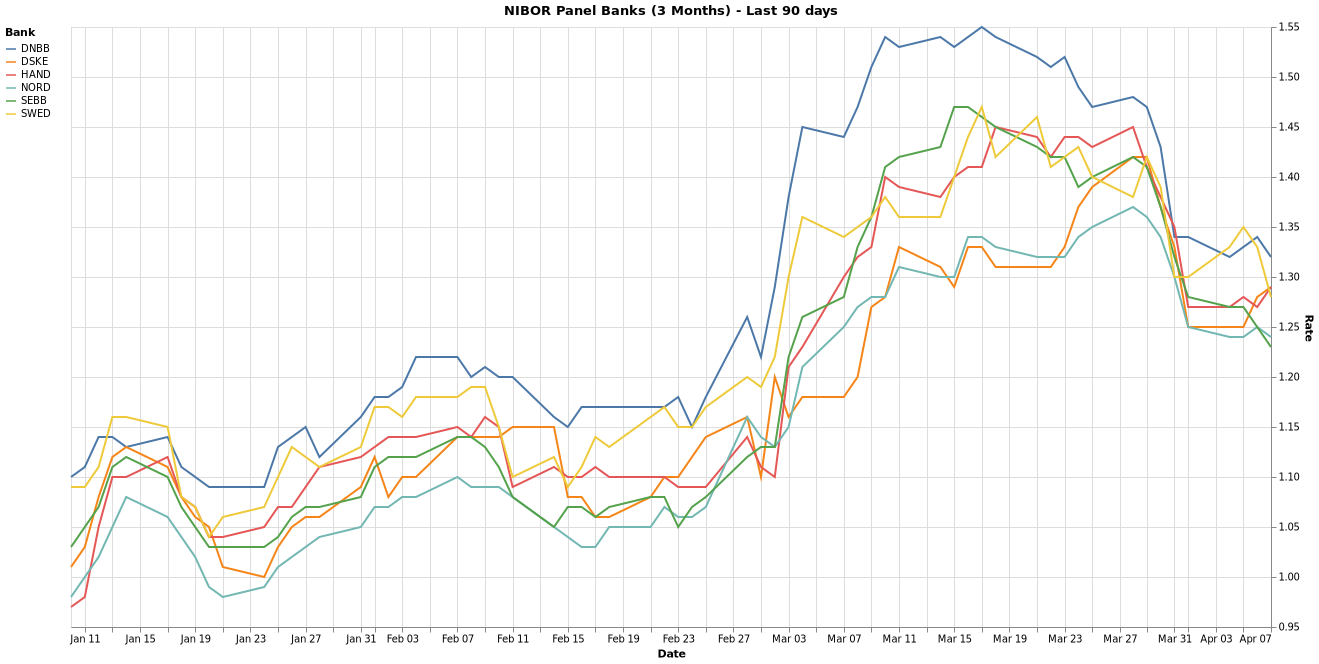 NIBOR Panel Banks (3 Months) - Last 90 days
Bank
DNBB
DSKE
HAND
NORD
SEBB
SWED
1.55
1.50
1.45
1.40
1.35
1.30
1.25
1.20
1.15
1.10
1.05
1.00
0.95
Rate
Jan 11 Jan 15 Jan 19 Jan 23 Jan 27 Jan 31 Feb 03 Feb 07 Feb 11 Feb 15 Feb 19 Feb 23 Feb 27 Mar 03 Mar 07 Mar 11 Mar 15 Mar 19 Mar 23 Mar 27 Mar 31 Apr 03 Apr 07
Date